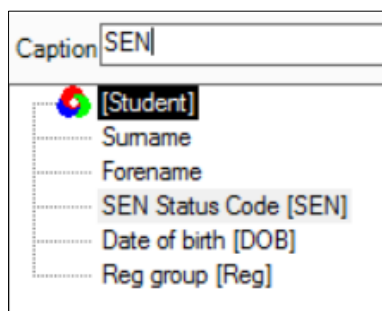 Caption SEN
[Student]
Surname
Forename
SEN Status Code [SEN]
Date of birth [DOB]
Reg group [Reg]